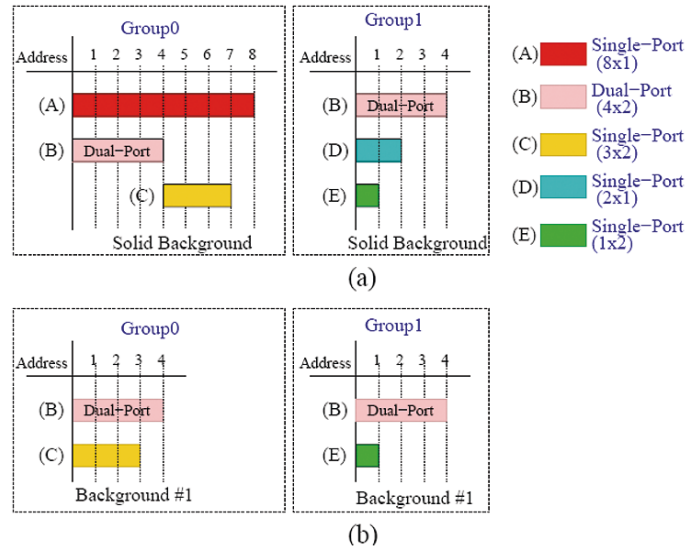 Group0
Address 1 2 3 4 5 6 7 8
(A)
(B) Dual−Port
(C)
Solid Background
Group1
Address 1 2 3 4
(B) Dual−Port
(D)
(E)
Solid Background
(A) Single−Port
(8x1)
(B) Dual−Port
(4x2)
(C) Single−Port
(3x2)
(D) Single−Port
(2x1)
(E) Single−Port
(1x2)
(a)
Group0
Address 1 2 3 4
(B) Dual−Port
(C)
Background #1
Group1
Address 1 2 3 4
(B) Dual−Port
(E)
Background #1
(b)